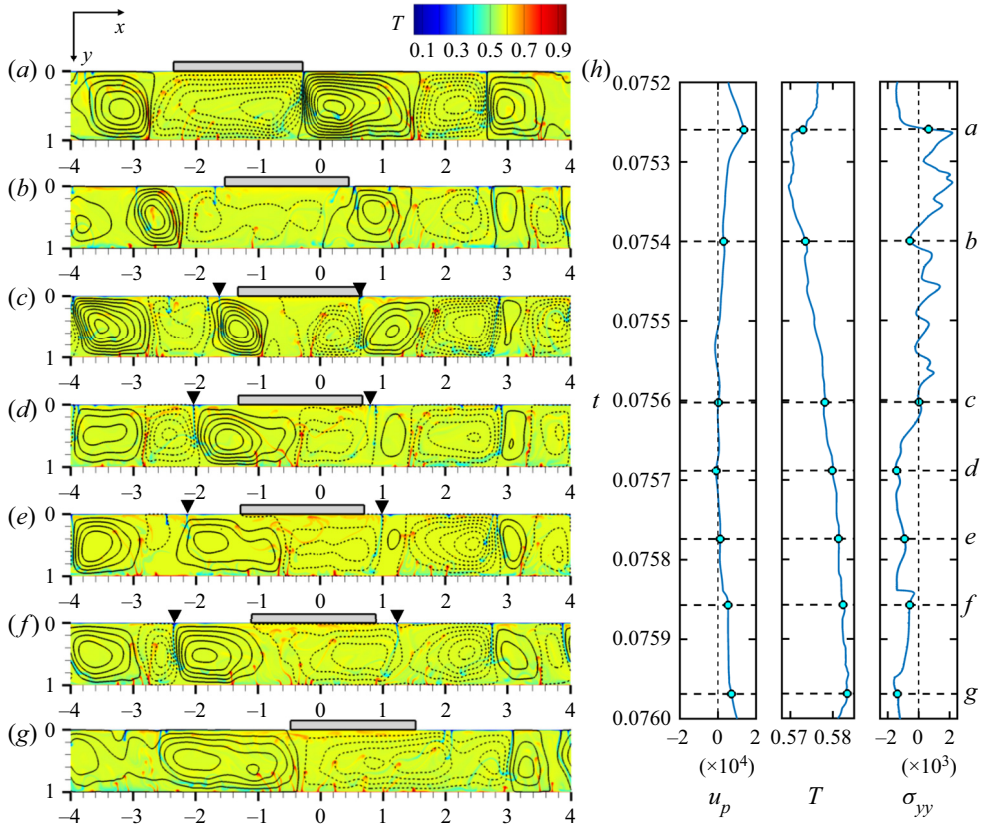 x
y
T
0.1 0.3 0.5 0.7 0.9
(a)
0
1
–4 –3 –2 –1 0 1 2 3 4
(b)
0
1
–4 –3 –2 –1 0 1 2 3 4
(c)
0
1
–4 –3 –2 –1 0 1 2 3 4
(d)
0
1
–4 –3 –2 –1 0 1 2 3 4
(e)
0
1
–4 –3 –2 –1 0 1 2 3 4
(f)
0
1
–4 –3 –2 –1 0 1 2 3 4
(g)
0
1
–4 –3 –2 –1 0 1 2 3 4
(h)
0.0752
0.0753
0.0754
0.0755
t
0.0756
0.0757
0.0758
0.0759
0.0760
a
b
c
d
e
f
g
–2 0 2
(×10⁴)
u_p
0.57 0.58
T
–2 0 2
(×10³)
σ_yy